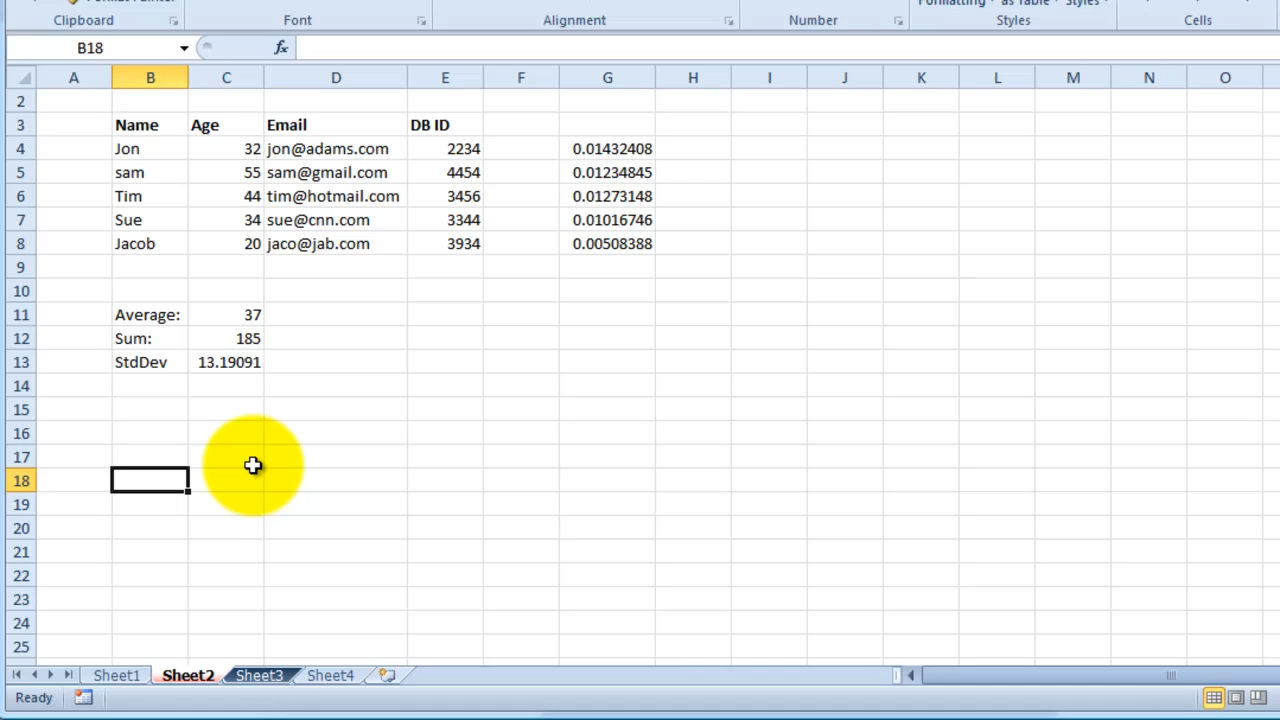 Format Painter
Formatting as Table Styles
Clipboard Font Alignment Number Styles Cells
B18 fx
A B C D E F G H I J K L M N O
2
3 Name Age Email DB ID
4 Jon 32 jon@adams.com 2234 0.01432408
5 sam 55 sam@gmail.com 4454 0.01234845
6 Tim 44 tim@hotmail.com 3456 0.01273148
7 Sue 34 sue@cnn.com 3344 0.01016746
8 Jacob 20 jaco@jab.com 3934 0.00508388
9
10
11 Average: 37
12 Sum: 185
13 StdDev 13.19091
14
15
16
17
18
19
20
21
22
23
24
25
Sheet1 Sheet2 Sheet3 Sheet4
Ready